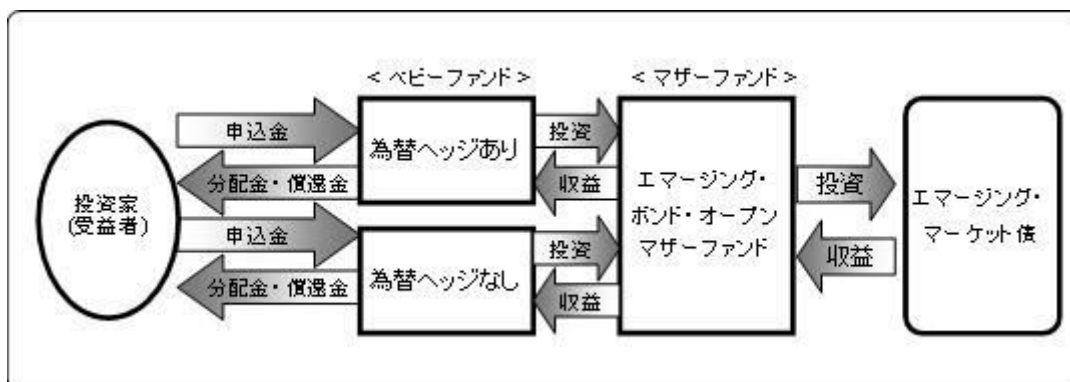 <ベビーファンド>
<マザーファンド>
投資家
(受益者)
申込金
分配金・償還金
申込金
分配金・償還金
為替ヘッジあり
為替ヘッジなし
投資
収益
投資
収益
エマージング・
ボンド・オープン
マザーファンド
投資
収益
エマージング・
マーケット債